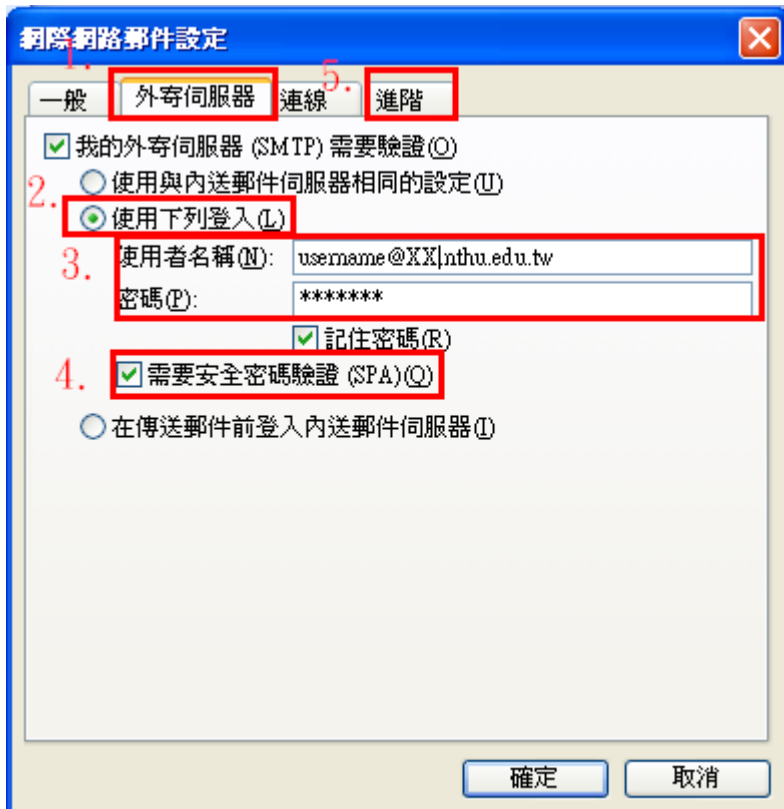 網際網路郵件設定
1.
5.
一般 外寄伺服器 連線 進階
我的外寄伺服器 (SMTP) 需要驗證(O)
使用與內送郵件伺服器相同的設定(U)
2.
使用下列登入(L)
3.
使用者名稱(N): username@XX|nthu.edu.tw
密碼(P): *******
記住密碼(R)
4. 需要安全密碼驗證 (SPA)(Q)
在傳送郵件前登入內送郵件伺服器(I)
確定 取消